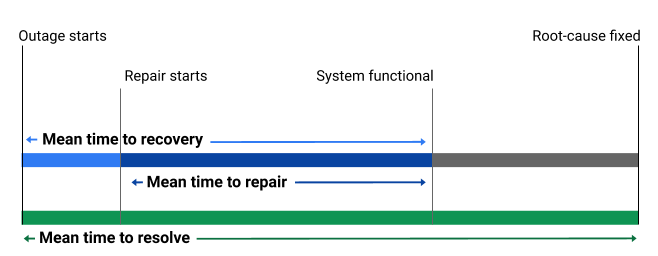 Outage starts
Root-cause fixed
Repair starts
System functional
Mean time to recovery
Mean time to repair
Mean time to resolve